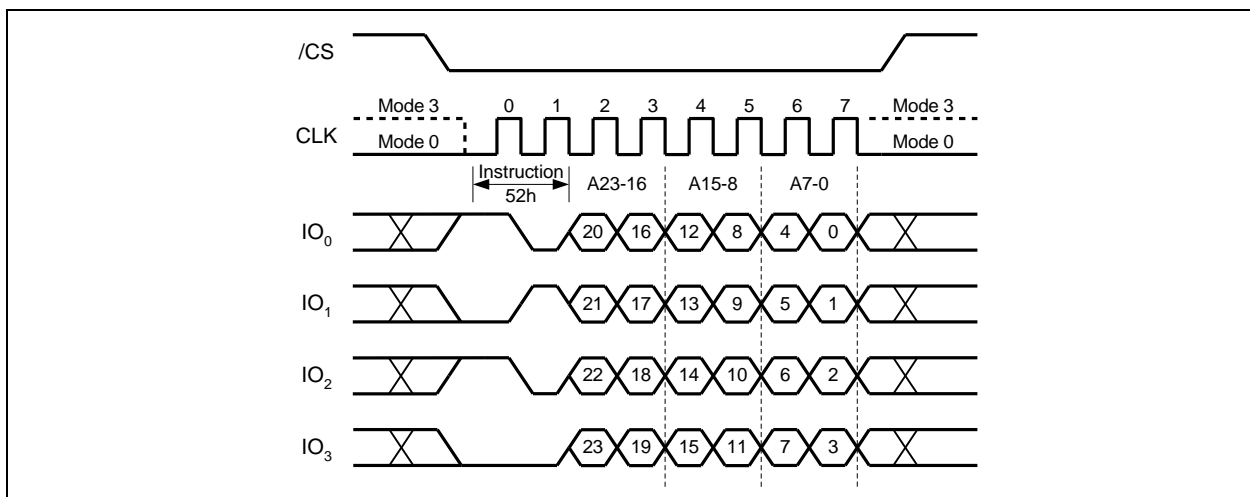 /CS
Mode 3 0 1 2 3 4 5 6 7 Mode 3
CLK
Mode 0 Mode 0
Instruction
52h
A23-16 A15-8 A7-0
IO0 20 16 12 8 4 0
IO1 21 17 13 9 5 1
IO2 22 18 14 10 6 2
IO3 23 19 15 11 7 3